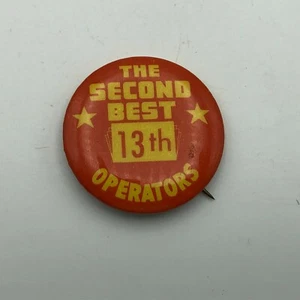 THE
SECOND
BEST
13th
OPERATORS